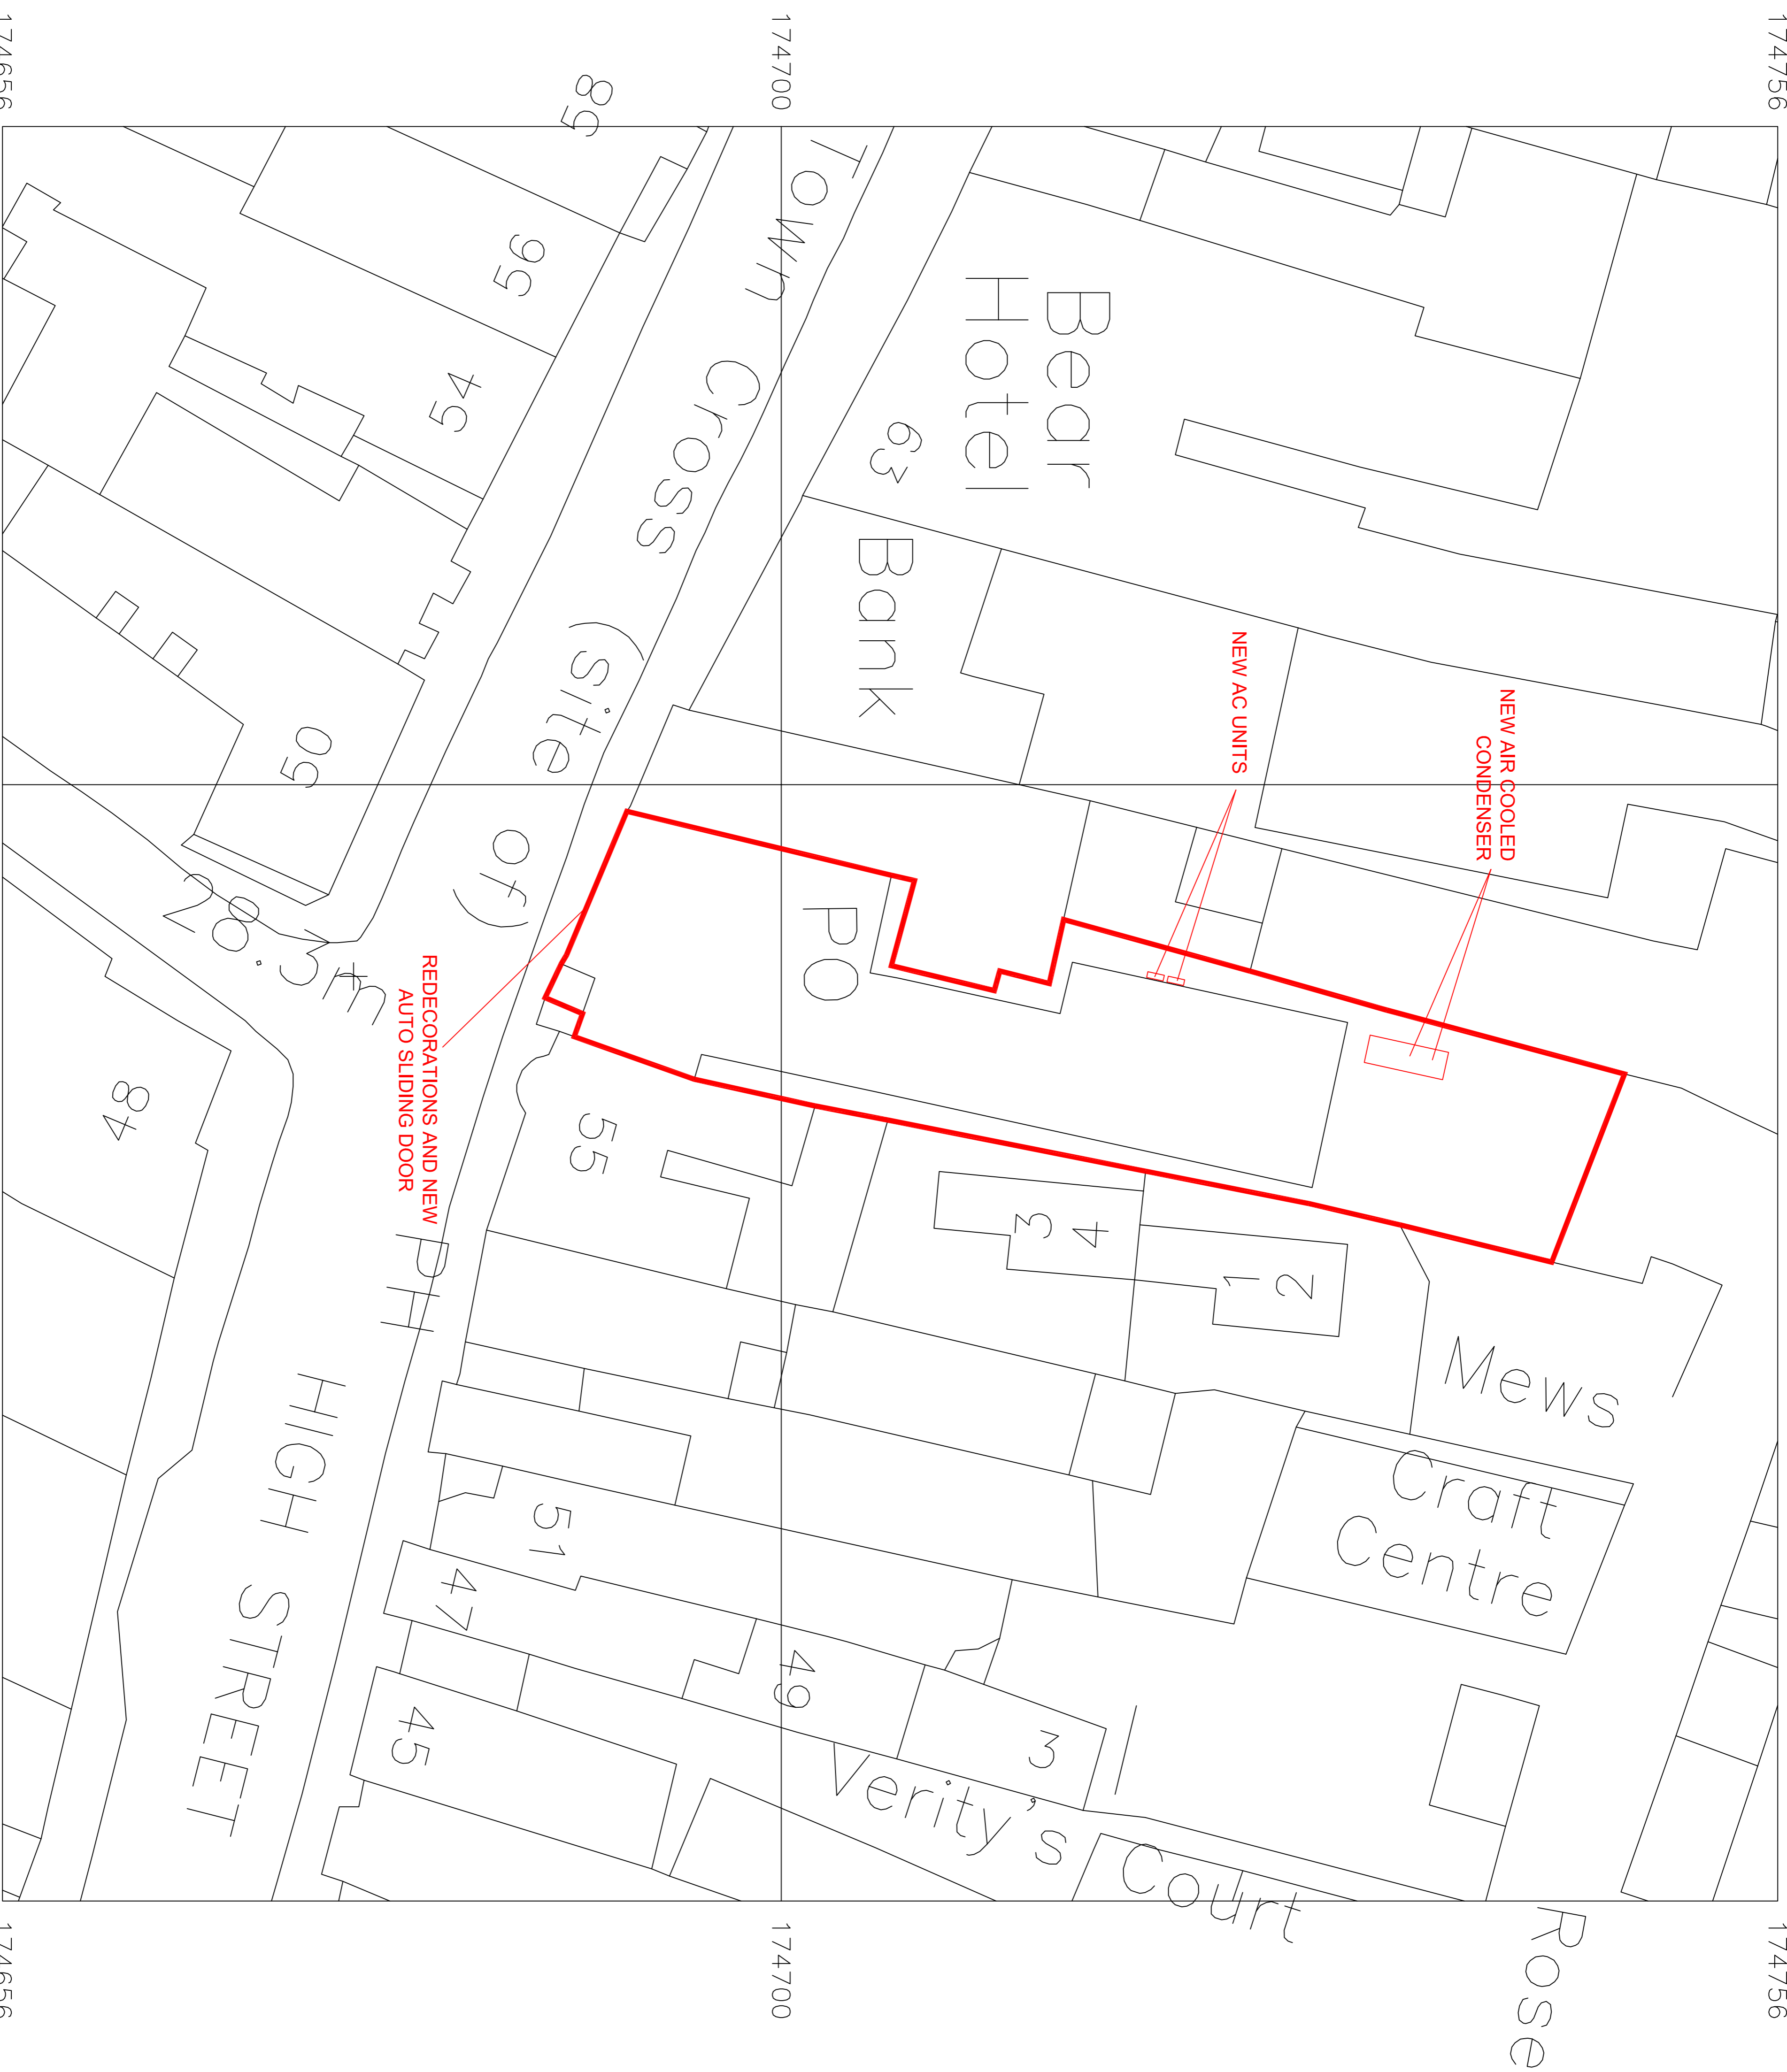 174756
174756
Rose
NEW AIR COOLED
CONDENSER
Mews
Craft
Centre
NEW AC UNITS
2
1
4
3
3
Verity's Court
Bear
Hotel
63
Bank
PO
49
174700
174700
Town Cross
(site of)
55
51
47
45
PH
REDECORATIONS AND NEW
AUTO SLIDING DOOR
HIGH STREET
58
56
54
50
28.3m
48
174656
174656